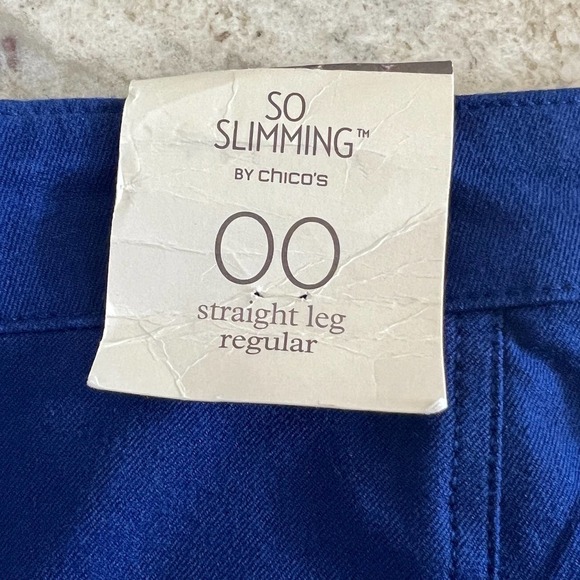 SO
SLIMMING™
BY CHICO'S
00
straight leg
regular